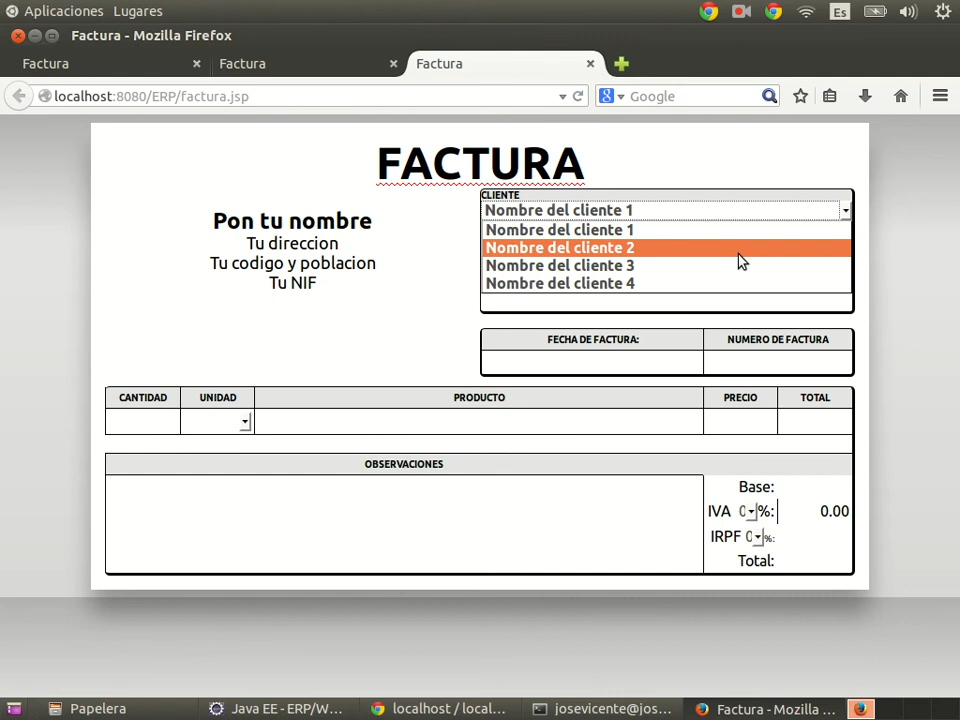 Aplicaciones Lugares
Es
Factura - Mozilla Firefox
Factura × Factura × Factura ×
localhost:8080/ERP/factura.jsp
Google
FACTURA
CLIENTE
Nombre del cliente 1
Pon tu nombre
Tu direccion
Tu codigo y poblacion
Tu NIF
Nombre del cliente 1
Nombre del cliente 2
Nombre del cliente 3
Nombre del cliente 4
FECHA DE FACTURA: NUMERO DE FACTURA
CANTIDAD UNIDAD PRODUCTO PRECIO TOTAL
OBSERVACIONES
Base:
IVA 0 %: 0.00
IRPF 0 %:
Total:
Papelera Java EE - ERP/W... localhost / local... josevicente@jos... Factura - Mozilla ...